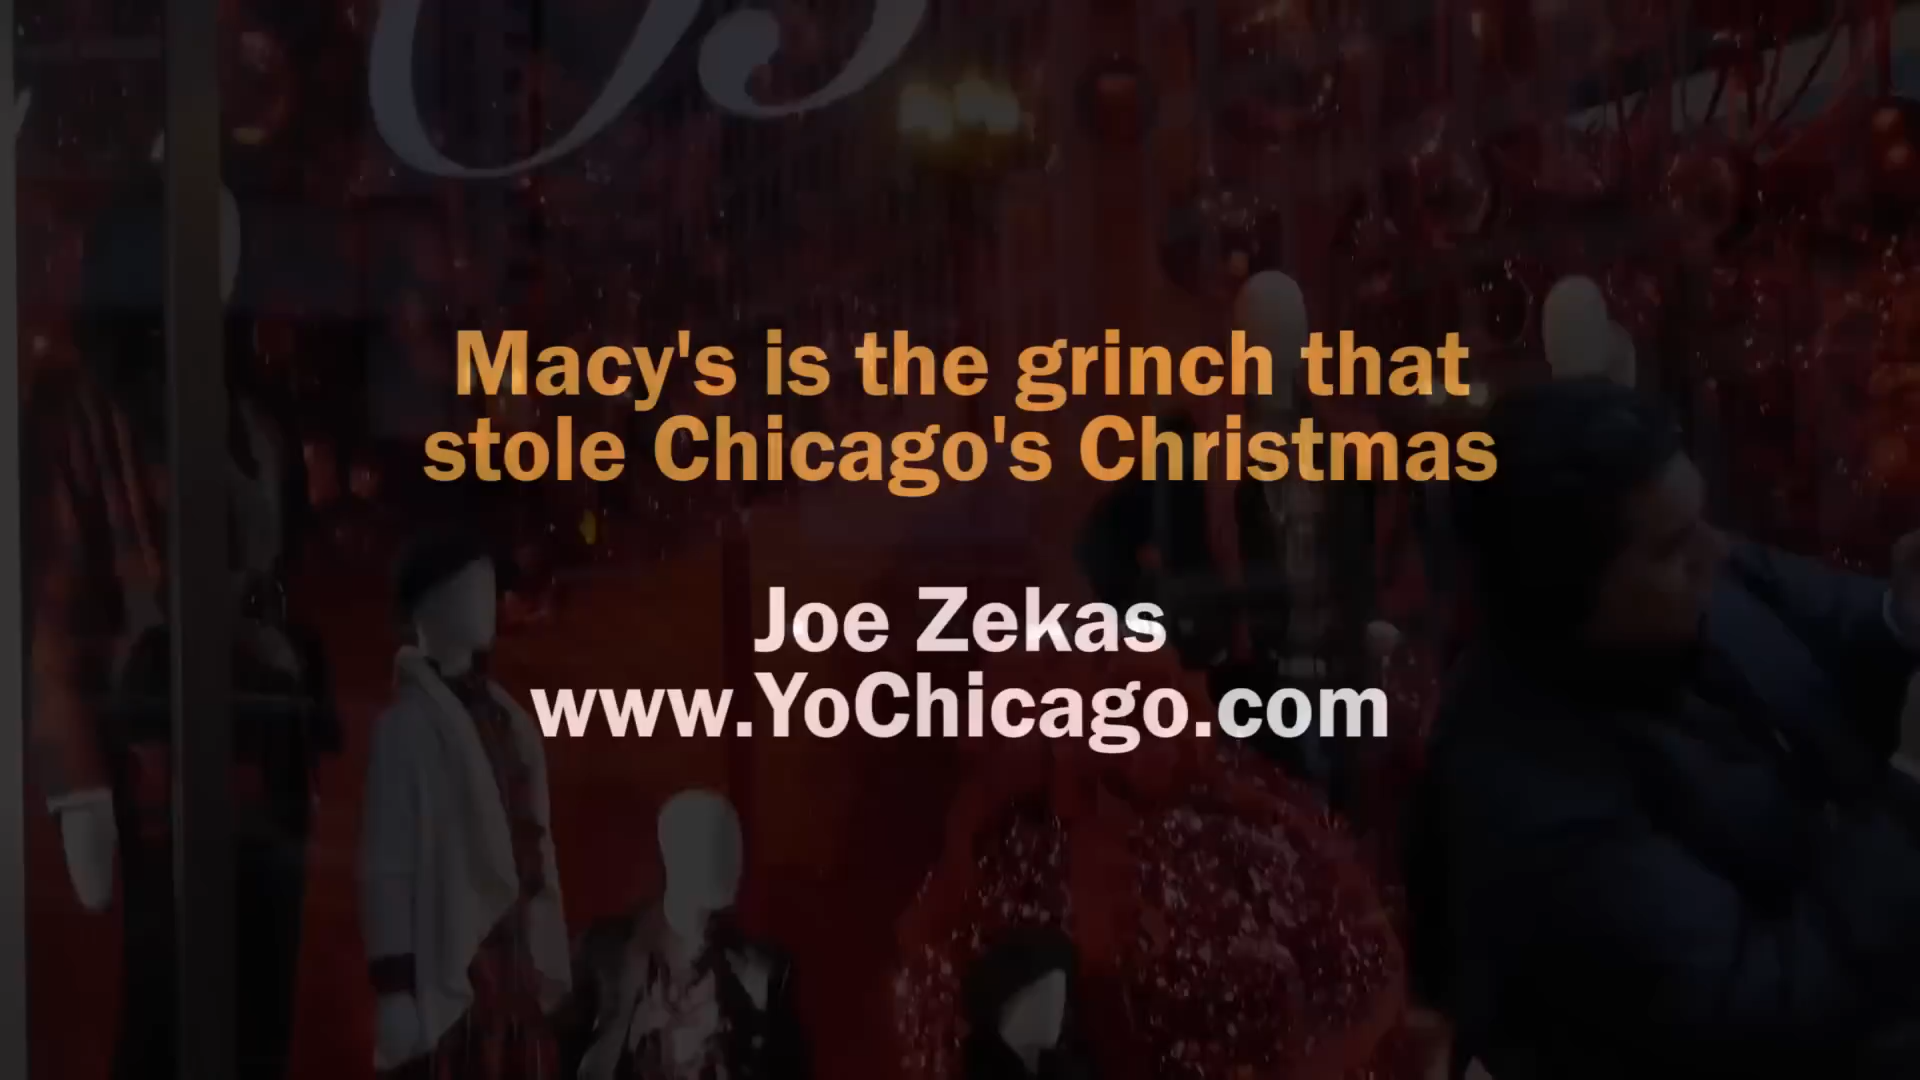 Macy's is the grinch that
stole Chicago's Christmas
Joe Zekas
www.YoChicago.com